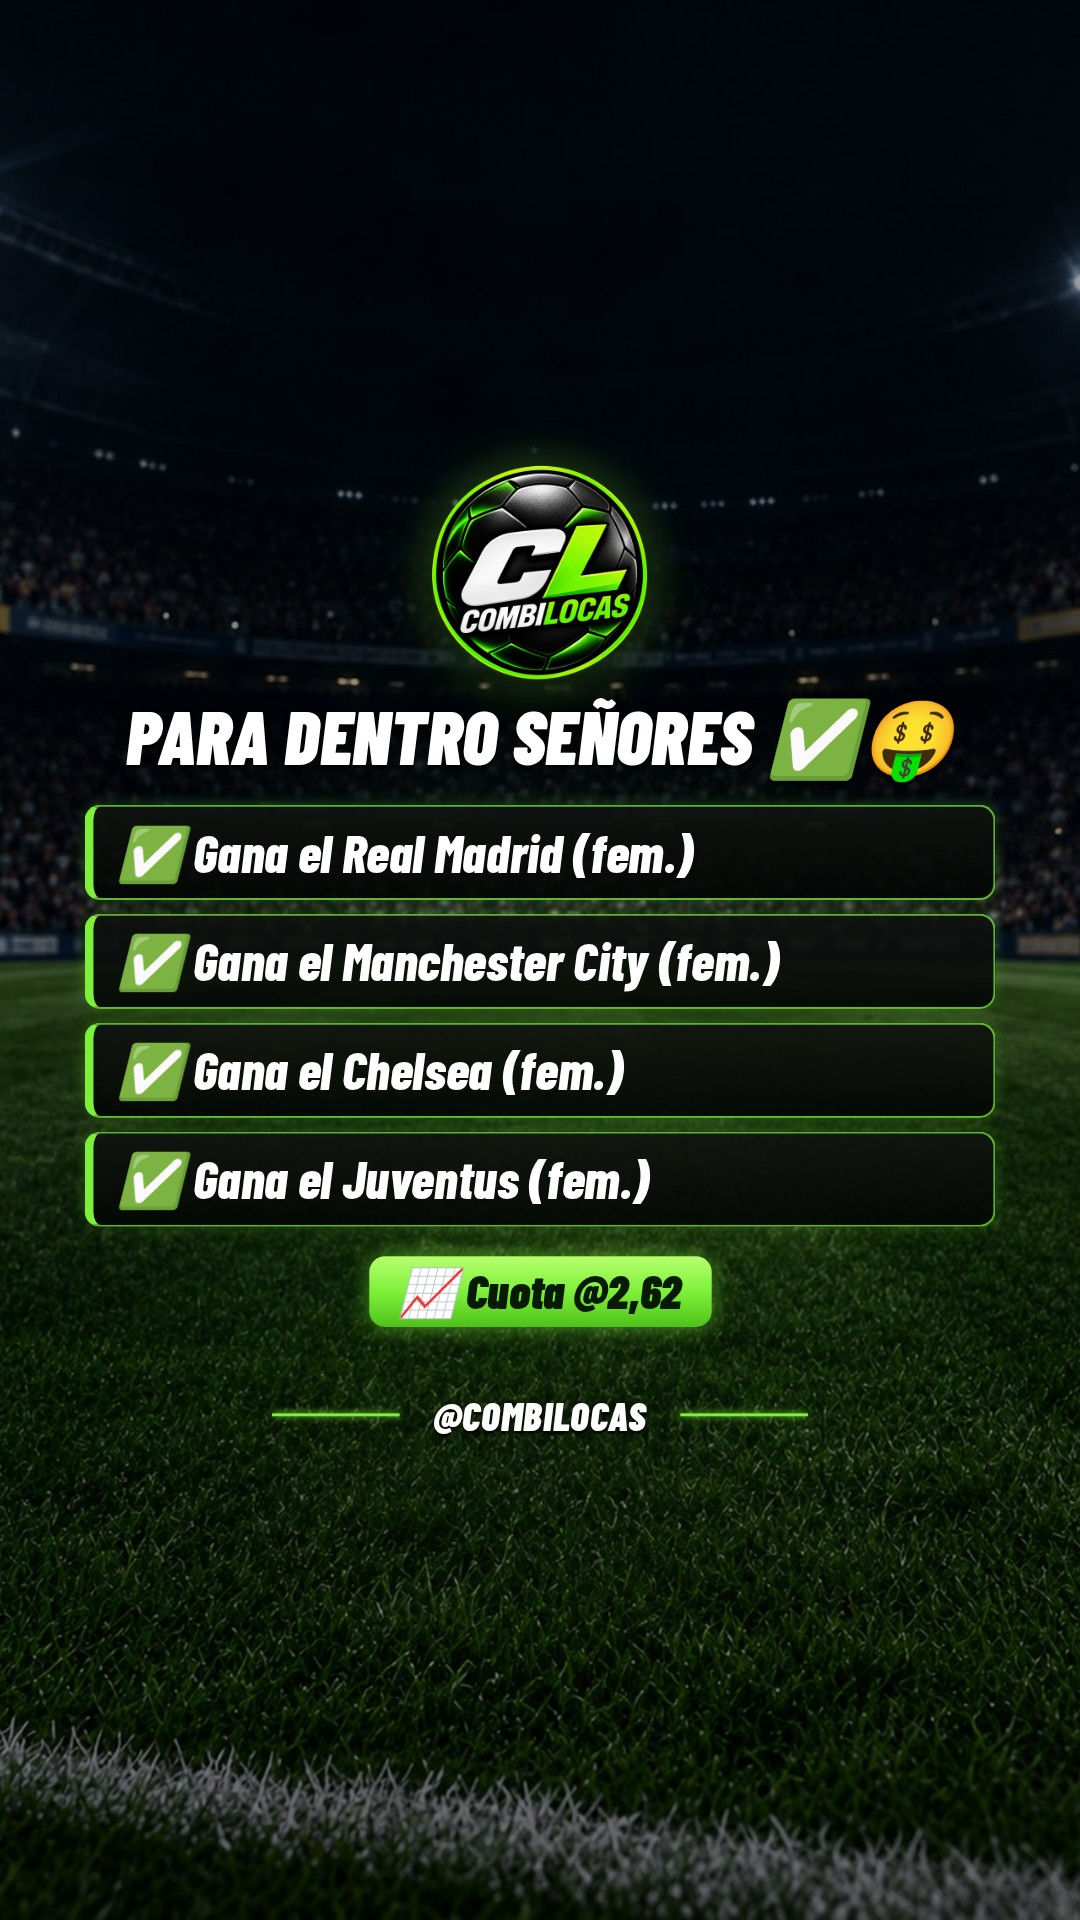 CL
COMBILOCAS
PARA DENTRO SEÑORES ✅🤑
✅ Gana el Real Madrid (fem.)
✅ Gana el Manchester City (fem.)
✅ Gana el Chelsea (fem.)
✅ Gana el Juventus (fem.)
📈 Cuota @2,62
@COMBILOCAS